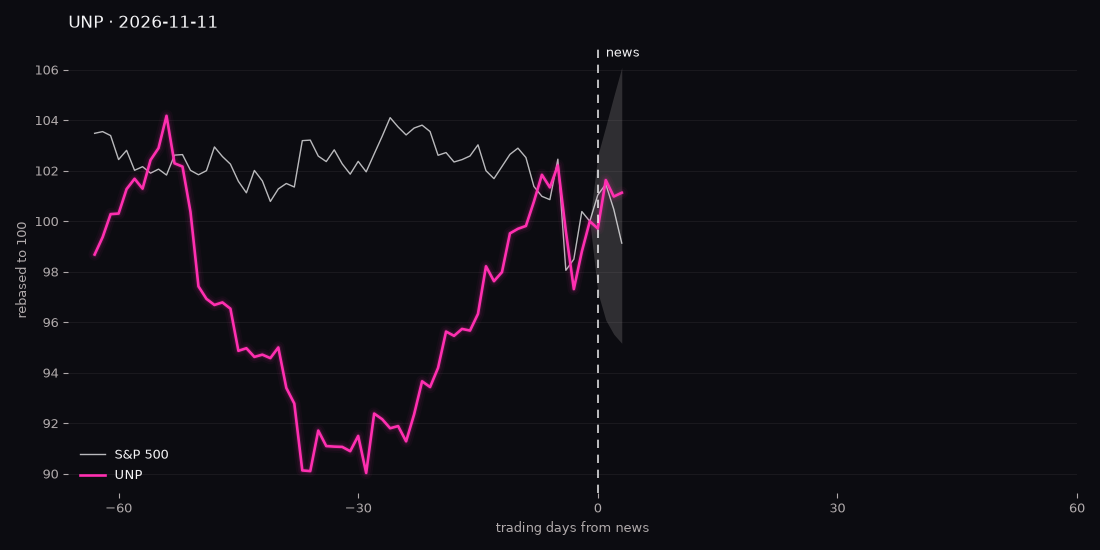 UNP · 2026-11-11
news
106
104
102
100
98
96
94
92
90
rebased to 100
S&P 500
UNP
−60
−30
0
30
60
trading days from news